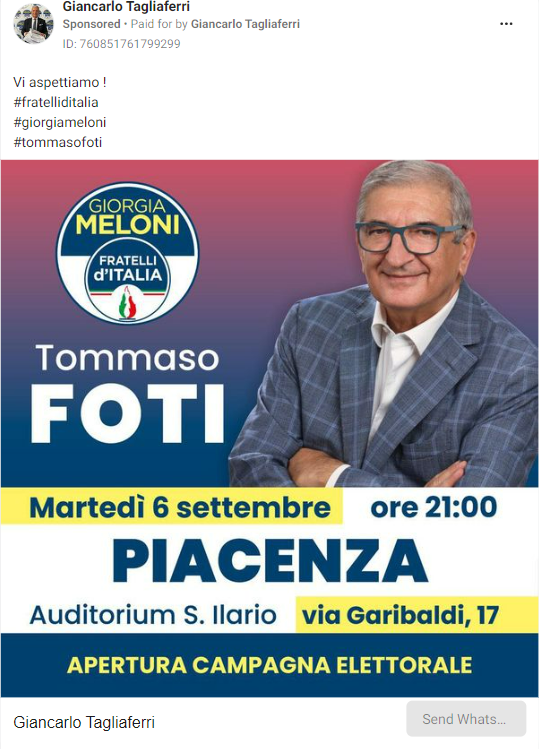 Giancarlo Tagliaferri
Sponsored • Paid for by Giancarlo Tagliaferri
ID: 760851761799299
Vi aspettiamo !
#fratelliditalia
#giorgiameloni
#tommasofoti
GIORGIA
MELONI
FRATELLI
d'ITALIA
Tommaso
FOTI
Martedì 6 settembre ore 21:00
PIACENZA
Auditorium S. Ilario via Garibaldi, 17
APERTURA CAMPAGNA ELETTORALE
Giancarlo Tagliaferri
Send Whats...